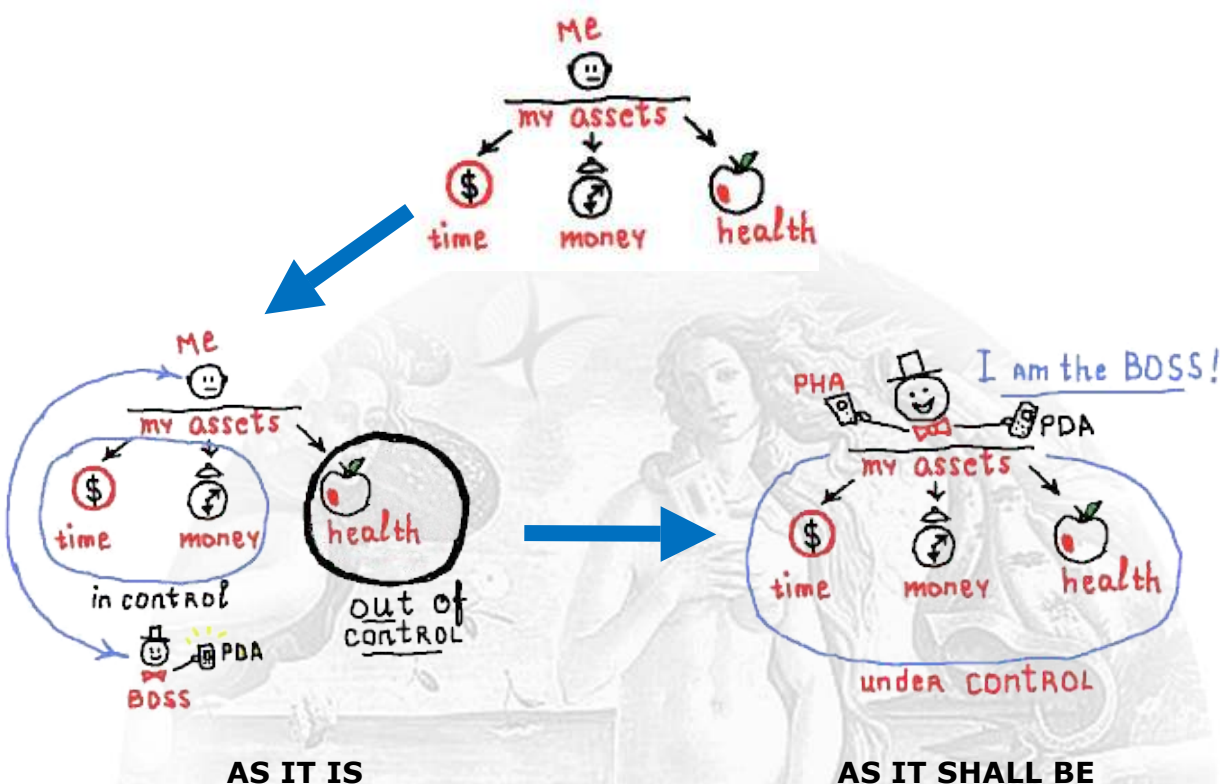 Me
my assets
$
time money health
Me
my assets
$
time money health
in control
out of
control
PDA
BOSS
I am the BOSS!
PHA
PDA
my assets
$
time money health
under control
AS IT IS
AS IT SHALL BE